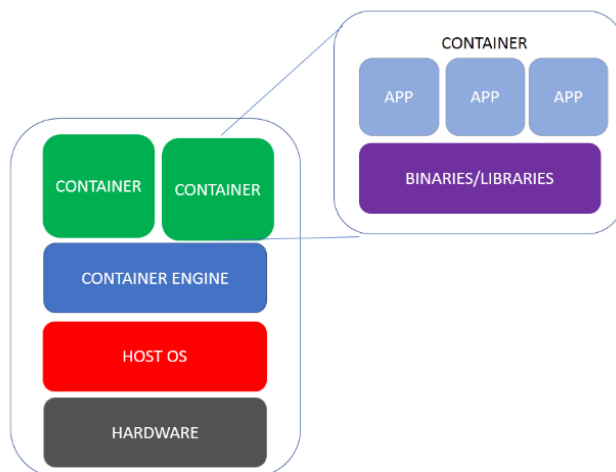 CONTAINER
APP
APP
APP
BINARIES/LIBRARIES
CONTAINER
CONTAINER
CONTAINER ENGINE
HOST OS
HARDWARE